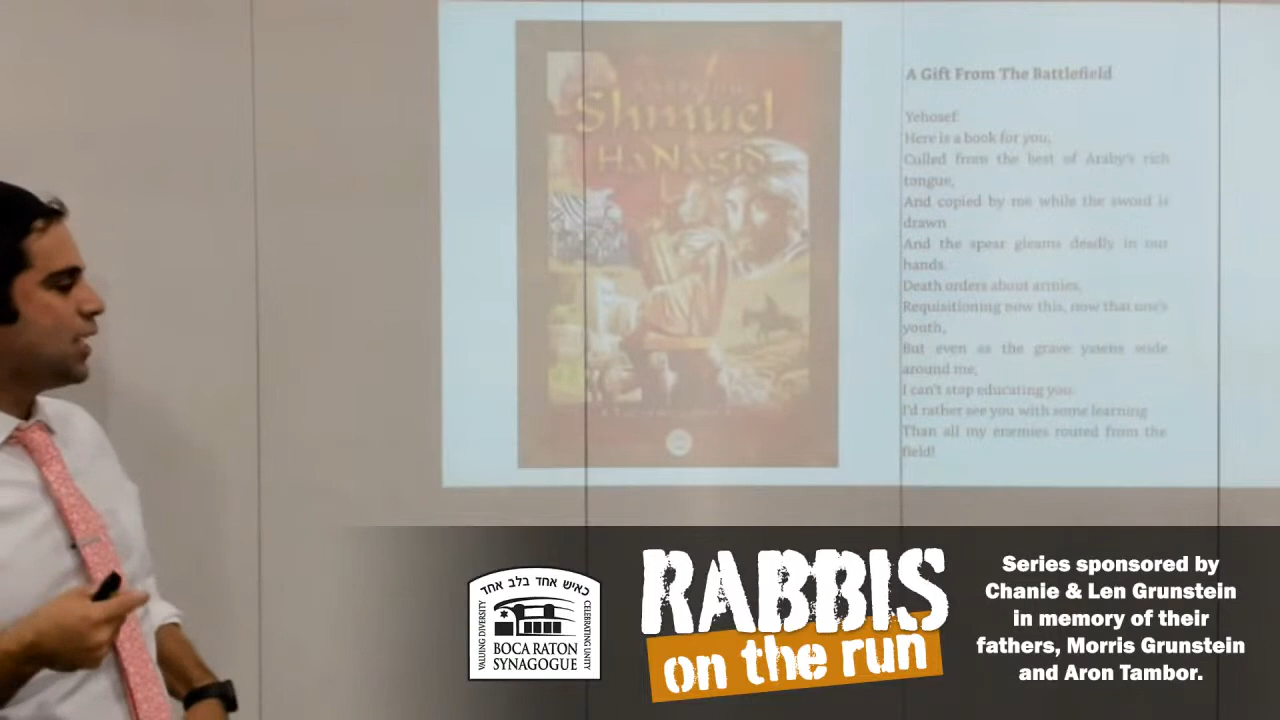 Shmuel
HaNagid
A Gift From The Battlefield
Yehosef
Here is a book for you,
Culled from the best of Araby's rich
tongue,
And copied by me while the sword is
drawn
And the spear gleams deadly in our
hands.
Death orders about armies,
Requisitioning now this, now that one's
youth,
But even as the grave yawns wide
around me,
I can't stop educating you.
I'd rather see you with some learning
Than all my enemies routed from the
field!
כאיש אחד בלב אחד
VALUING DIVERSITY
CELEBRATING UNITY
BOCA RATON
SYNAGOGUE
RABBIS
on the run
Series sponsored by
Chanie & Len Grunstein
in memory of their
fathers, Morris Grunstein
and Aron Tambor.